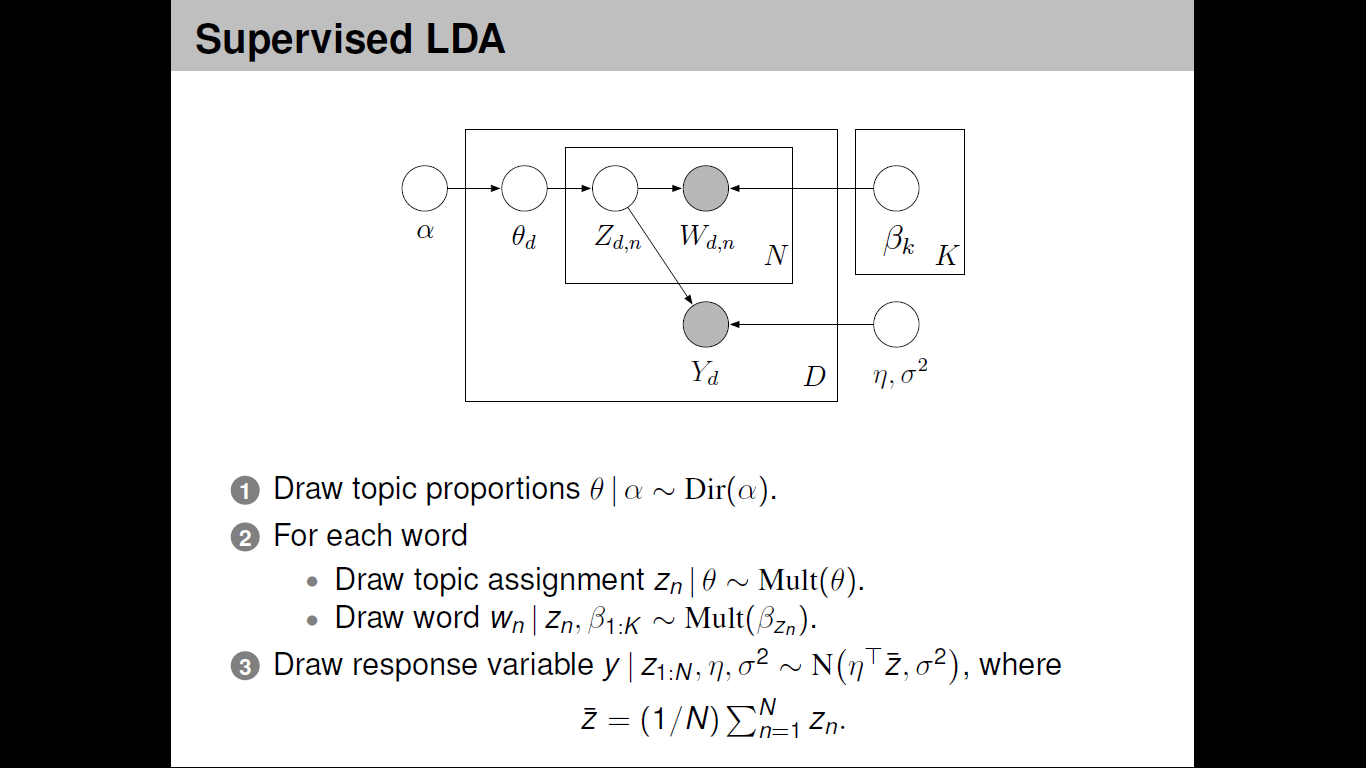 Supervised LDA
α θ_d Z_{d,n} W_{d,n} N β_k K
Y_d D η, σ²
1 Draw topic proportions θ | α ∼ Dir(α).
2 For each word
• Draw topic assignment z_n | θ ∼ Mult(θ).
• Draw word w_n | z_n, β_{1:K} ∼ Mult(β_{z_n}).
3 Draw response variable y | z_{1:N}, η, σ² ∼ N(η^⊤ z̄, σ²), where
z̄ = (1/N) ∑_{n=1}^{N} z_n.